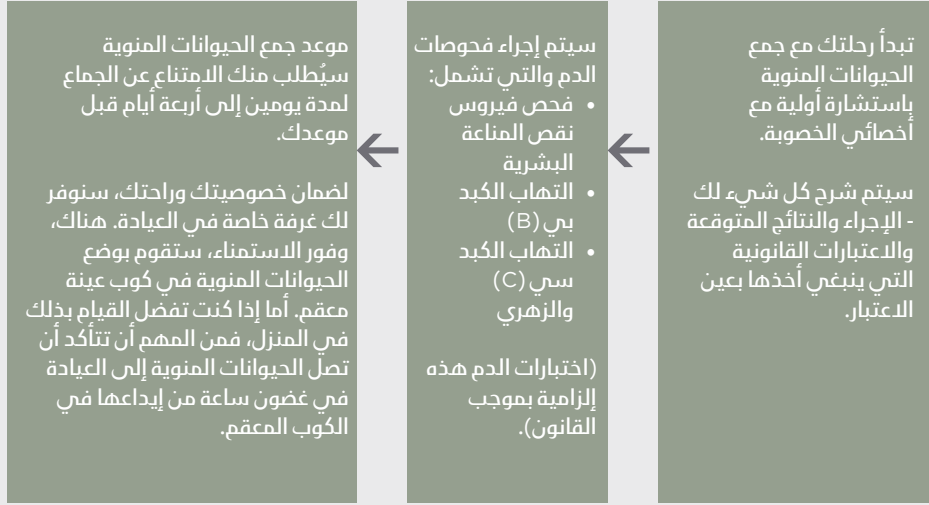 تبدأ رحلتك مع جمع
الحيوانات المنوية
بإستشارة أولية مع
أخصائي الخصوبة.
سيتم شرح كل شيء لك
- الإجراء والنتائج المتوقعة
والاعتبارات القانونية
التي ينبغي أخذها بعين
الاعتبار.
سيتم إجراء فحوصات
الدم والتي تشمل:
• فحص فيروس
نقص المناعة
البشرية
• التهاب الكبد
بي (B)
• التهاب الكبد
سي (C)
والزهري
(اختبارات الدم هذه
إلزامية بموجب
القانون).
موعد جمع الحيوانات المنوية
سيُطلب منك الامتناع عن الجماع
لمدة يومين إلى أربعة أيام قبل
موعدك.
لضمان خصوصيتك وراحتك، سنوفر
لك غرفة خاصة في العيادة. هناك،
وفور الاستمناء، ستقوم بوضع
الحيوانات المنوية في كوب عينة
معقم. أما إذا كنت تفضل القيام بذلك
في المنزل، فمن المهم أن تتأكد أن
تصل الحيوانات المنوية إلى العيادة
في غضون ساعة من إيداعها في
الكوب المعقم.